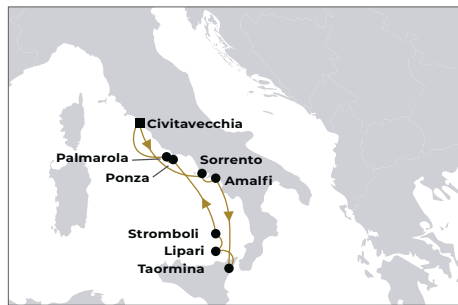 Civitavecchia
Palmarola
Sorrento
Ponza
Amalfi
Stromboli
Lipari
Taormina